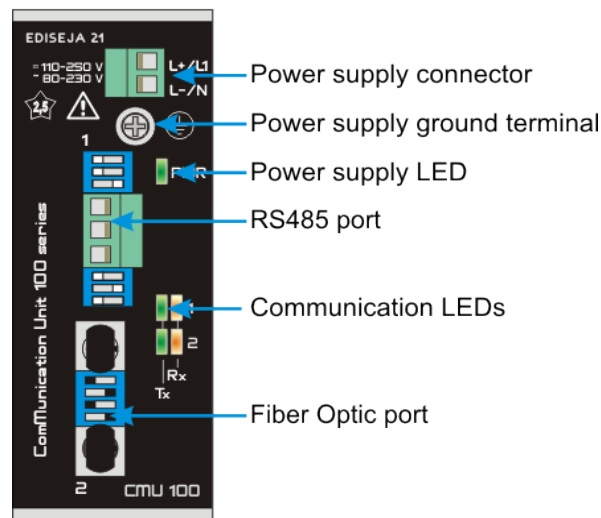 EDISEJA 21
= 110-250 V
~ 80-230 V
L+/L1
L-/N
2,5
1
Power supply connector
Power supply ground terminal
Power supply LED
RS485 port
Communication LEDs
2
Rx
Tx
Fiber Optic port
ComMunication Unit 100 series
2
CMU 100